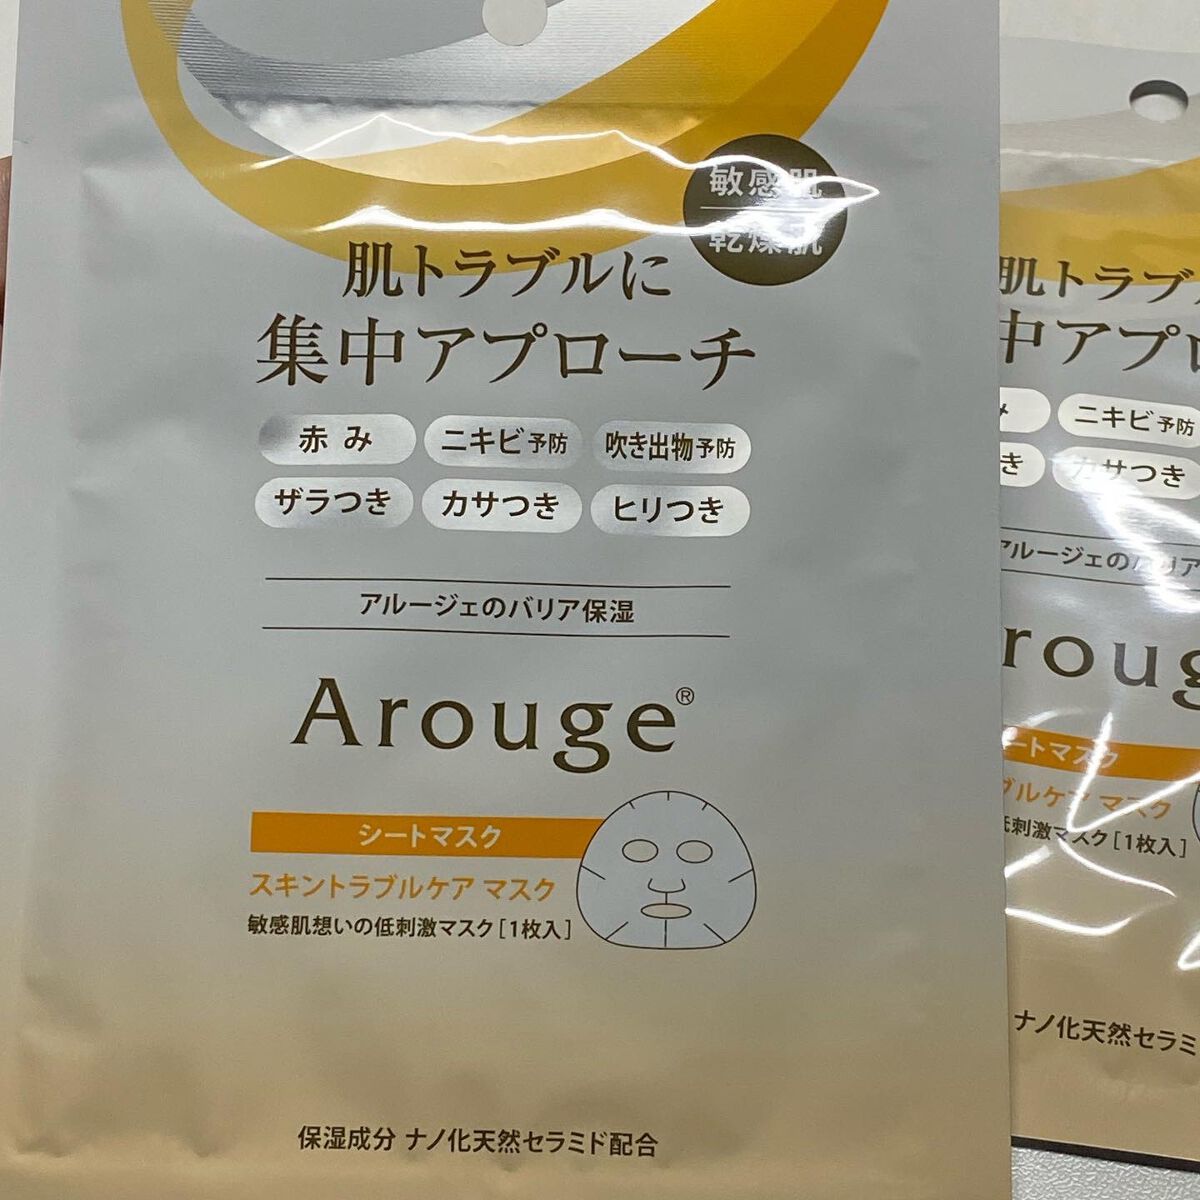 敏感肌
乾燥肌
肌トラブルに
集中アプローチ
赤み
ニキビ予防
吹き出物予防
ザラつき
カサつき
ヒリつき
アルージェのバリア保湿
Arouge®
シートマスク
スキントラブルケア マスク
敏感肌想いの低刺激マスク[1枚入]
保湿成分 ナノ化天然セラミド配合
肌トラブ
中アプロ
み
ニキビ予防
き
カサつき
アルージェのバリア
roug
ートマスク
ブルケア マスク
低刺激マスク[1枚入]
ナノ化天然セラミ